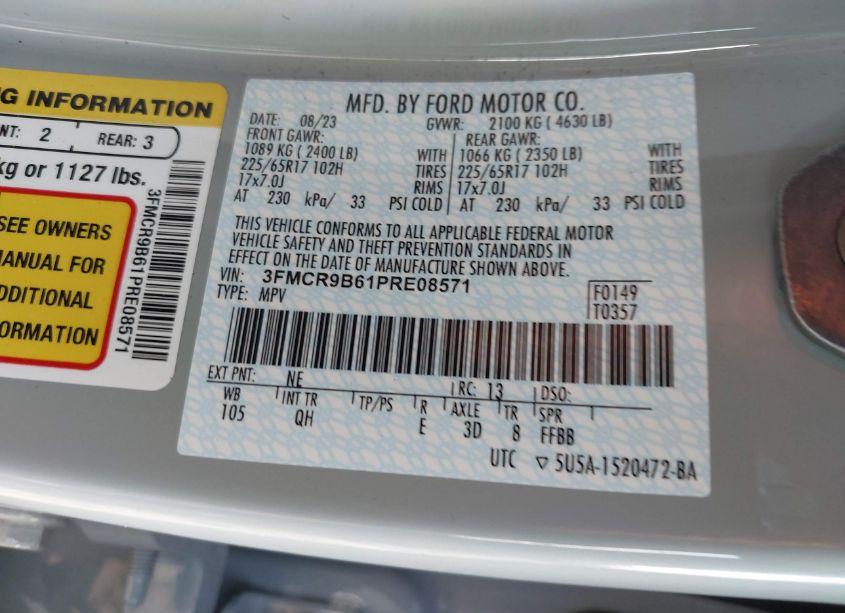 NG INFORMATION
NT: 2 REAR: 3
kg or 1127 lbs.
SEE OWNERS
MANUAL FOR
ADDITIONAL
FORMATION
3FMCR9B61PRE08571
MFD. BY FORD MOTOR CO.
DATE: 08/23 GVWR: 2100 KG ( 4630 LB)
FRONT GAWR: REAR GAWR:
1089 KG ( 2400 LB) WITH 1066 KG ( 2350 LB) WITH
225/65R17 102H TIRES 225/65R17 102H TIRES
17x7.0J RIMS 17x7.0J RIMS
AT 230 kPa/ 33 PSI COLD AT 230 kPa/ 33 PSI COLD
THIS VEHICLE CONFORMS TO ALL APPLICABLE FEDERAL MOTOR
VEHICLE SAFETY AND THEFT PREVENTION STANDARDS IN
EFFECT ON THE DATE OF MANUFACTURE SHOWN ABOVE.
VIN: 3FMCR9B61PRE08571
TYPE: MPV
F0149
T0357
EXT PNT: NE RC: 13 DSO:
WB INT TR TP/PS R AXLE TR SPR
105 QH E 3D 8 FFBB
UTC ▽ 5U5A-1520472-BA